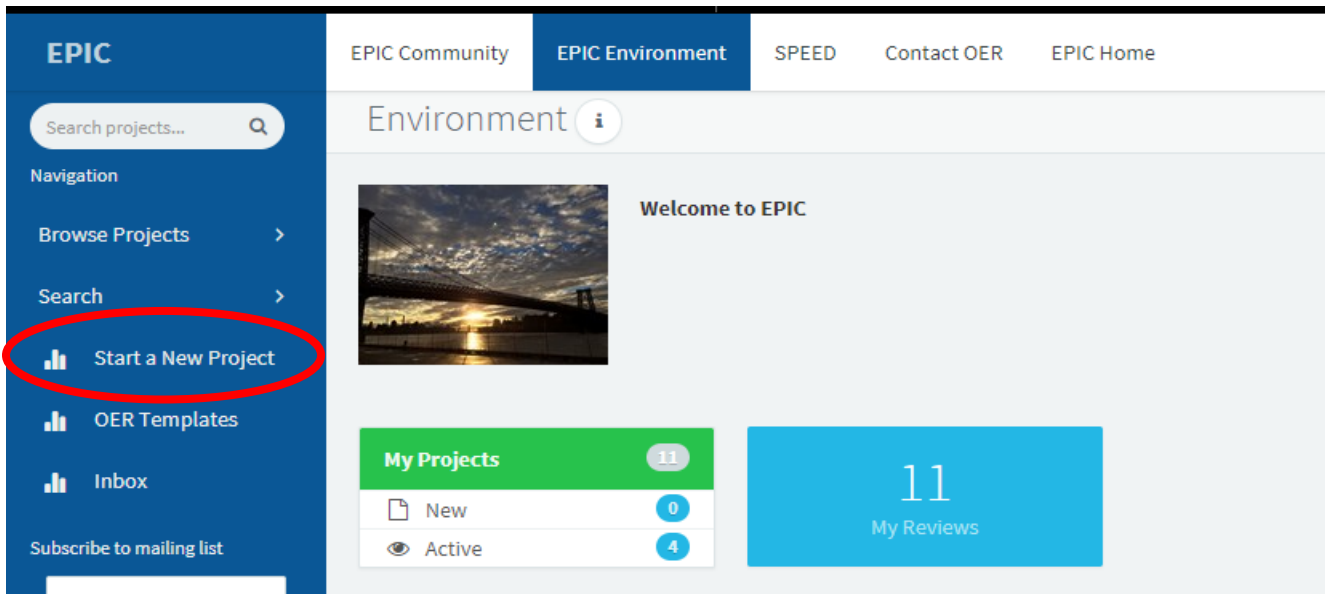 EPIC
EPIC Community EPIC Environment SPEED Contact OER EPIC Home
Search projects...
Environment i
Navigation
Browse Projects
Search
Start a New Project
OER Templates
Inbox
Subscribe to mailing list
Welcome to EPIC
My Projects 11
New 0
Active 4
11
My Reviews